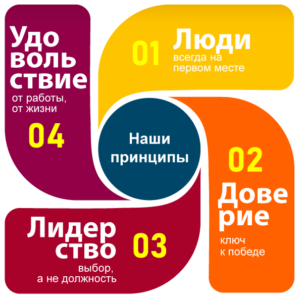 Наши
принципы
01
Люди
всегда на
первом месте
02
Дове
рие
ключ
к победе
03
Лидер
ство
выбор,
а не должность
04
Удо
воль
ствие
от работы,
от жизни